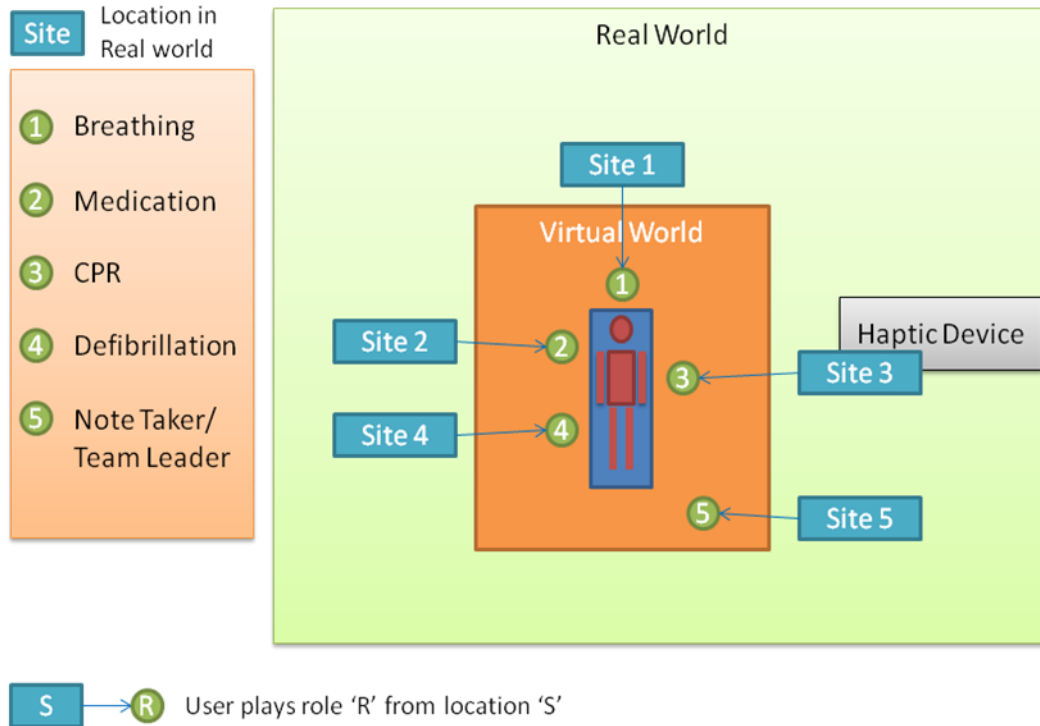 Site
Location in
Real world
1 Breathing
2 Medication
3 CPR
4 Defibrillation
5 Note Taker/
Team Leader
Real World
Site 1
Virtual World
1
Site 2
2
Haptic Device
3
Site 3
Site 4
4
5
Site 5
S
R
User plays role ‘R’ from location ‘S’